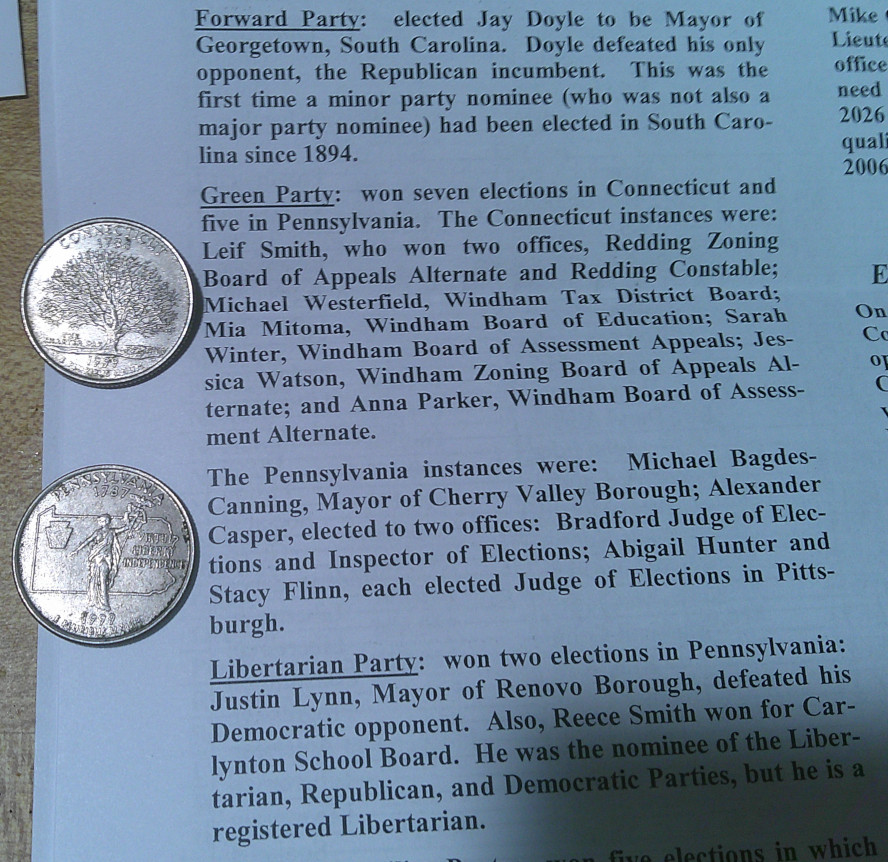 Forward Party: elected Jay Doyle to be Mayor of
Georgetown, South Carolina. Doyle defeated his only
opponent, the Republican incumbent. This was the
first time a minor party nominee (who was not also a
major party nominee) had been elected in South Caro-
lina since 1894.
Green Party: won seven elections in Connecticut and
five in Pennsylvania. The Connecticut instances were:
Leif Smith, who won two offices, Redding Zoning
Board of Appeals Alternate and Redding Constable;
Michael Westerfield, Windham Tax District Board;
Mia Mitoma, Windham Board of Education; Sarah
Winter, Windham Board of Assessment Appeals; Jes-
sica Watson, Windham Zoning Board of Appeals Al-
ternate; and Anna Parker, Windham Board of Assess-
ment Alternate.
The Pennsylvania instances were: Michael Bagdes-
Canning, Mayor of Cherry Valley Borough; Alexander
Casper, elected to two offices: Bradford Judge of Elec-
tions and Inspector of Elections; Abigail Hunter and
Stacy Flinn, each elected Judge of Elections in Pitts-
burgh.
Libertarian Party: won two elections in Pennsylvania:
Justin Lynn, Mayor of Renovo Borough, defeated his
Democratic opponent. Also, Reece Smith won for Car-
lynton School Board. He was the nominee of the Liber-
tarian, Republican, and Democratic Parties, but he is a
registered Libertarian.
five elections in which
Mike
Lieute
office
need
2026
quali
2006
E
On
Co
op
CONNECTICUT
1788
1999
PENNSYLVANIA
1787
VIRTUE
LIBERTY
INDEPENDENCE
1999